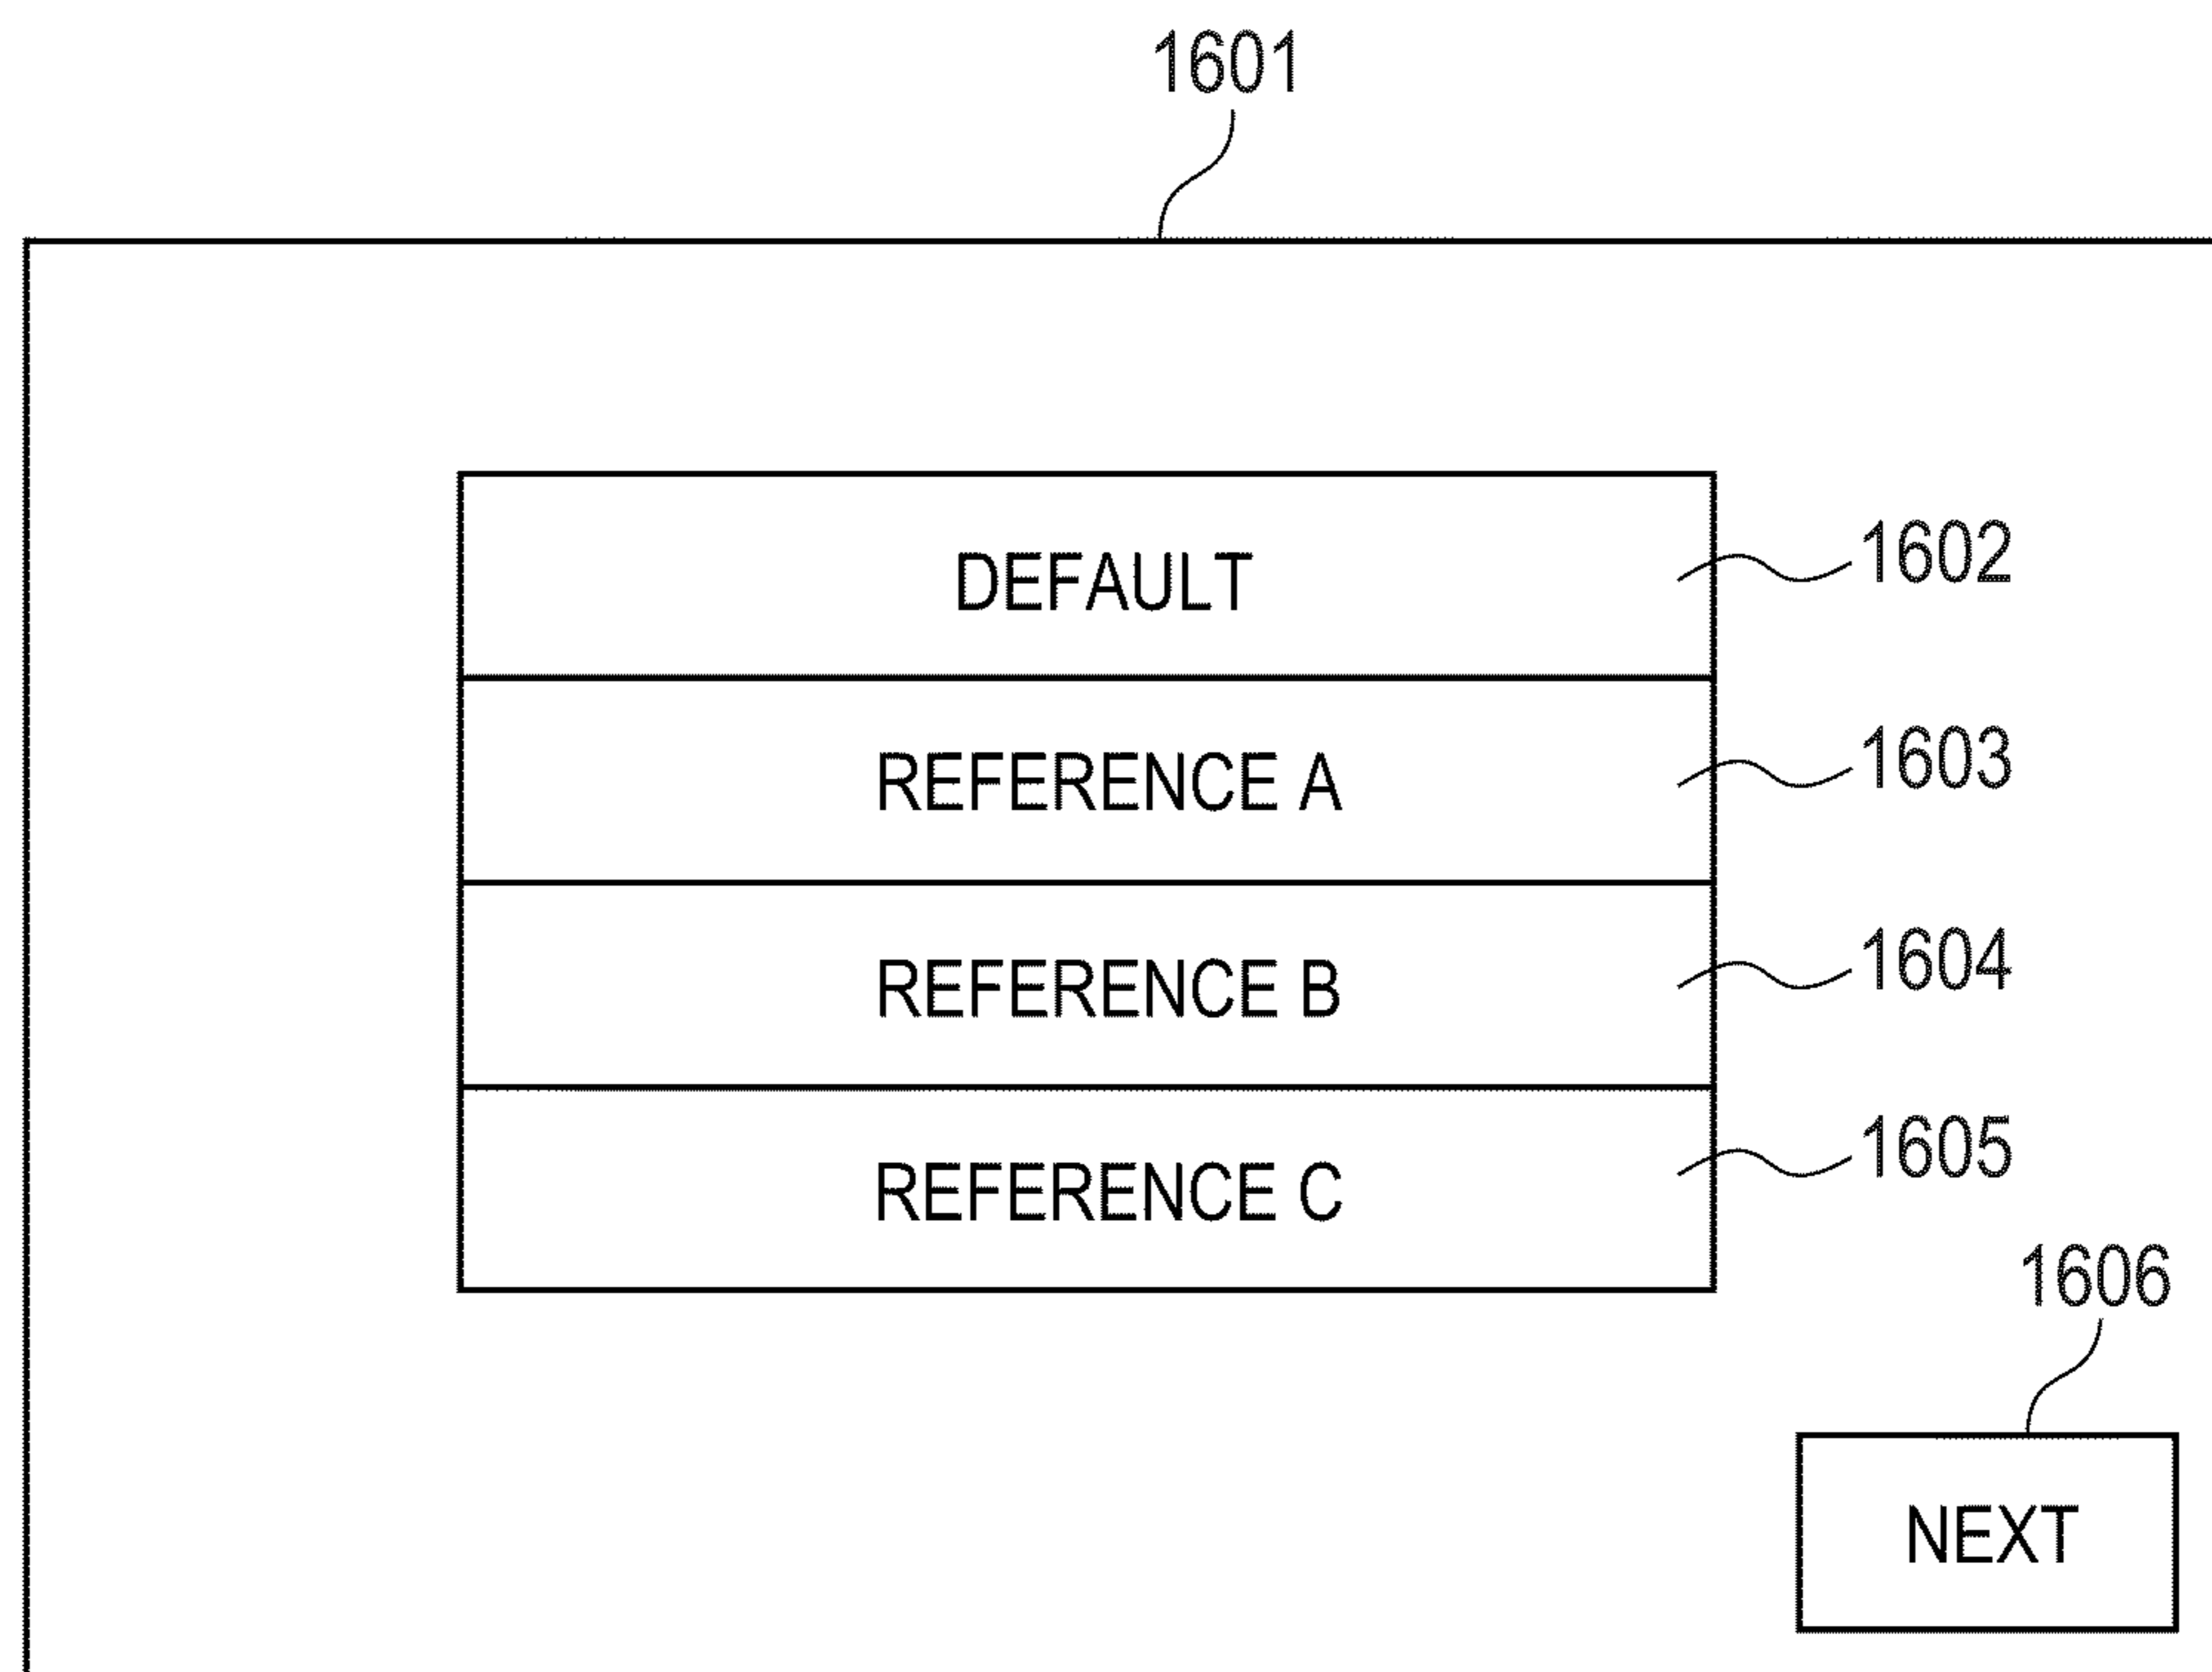 1601
DEFAULT
1602
REFERENCE A
1603
REFERENCE B
1604
REFERENCE C
1605
1606
NEXT